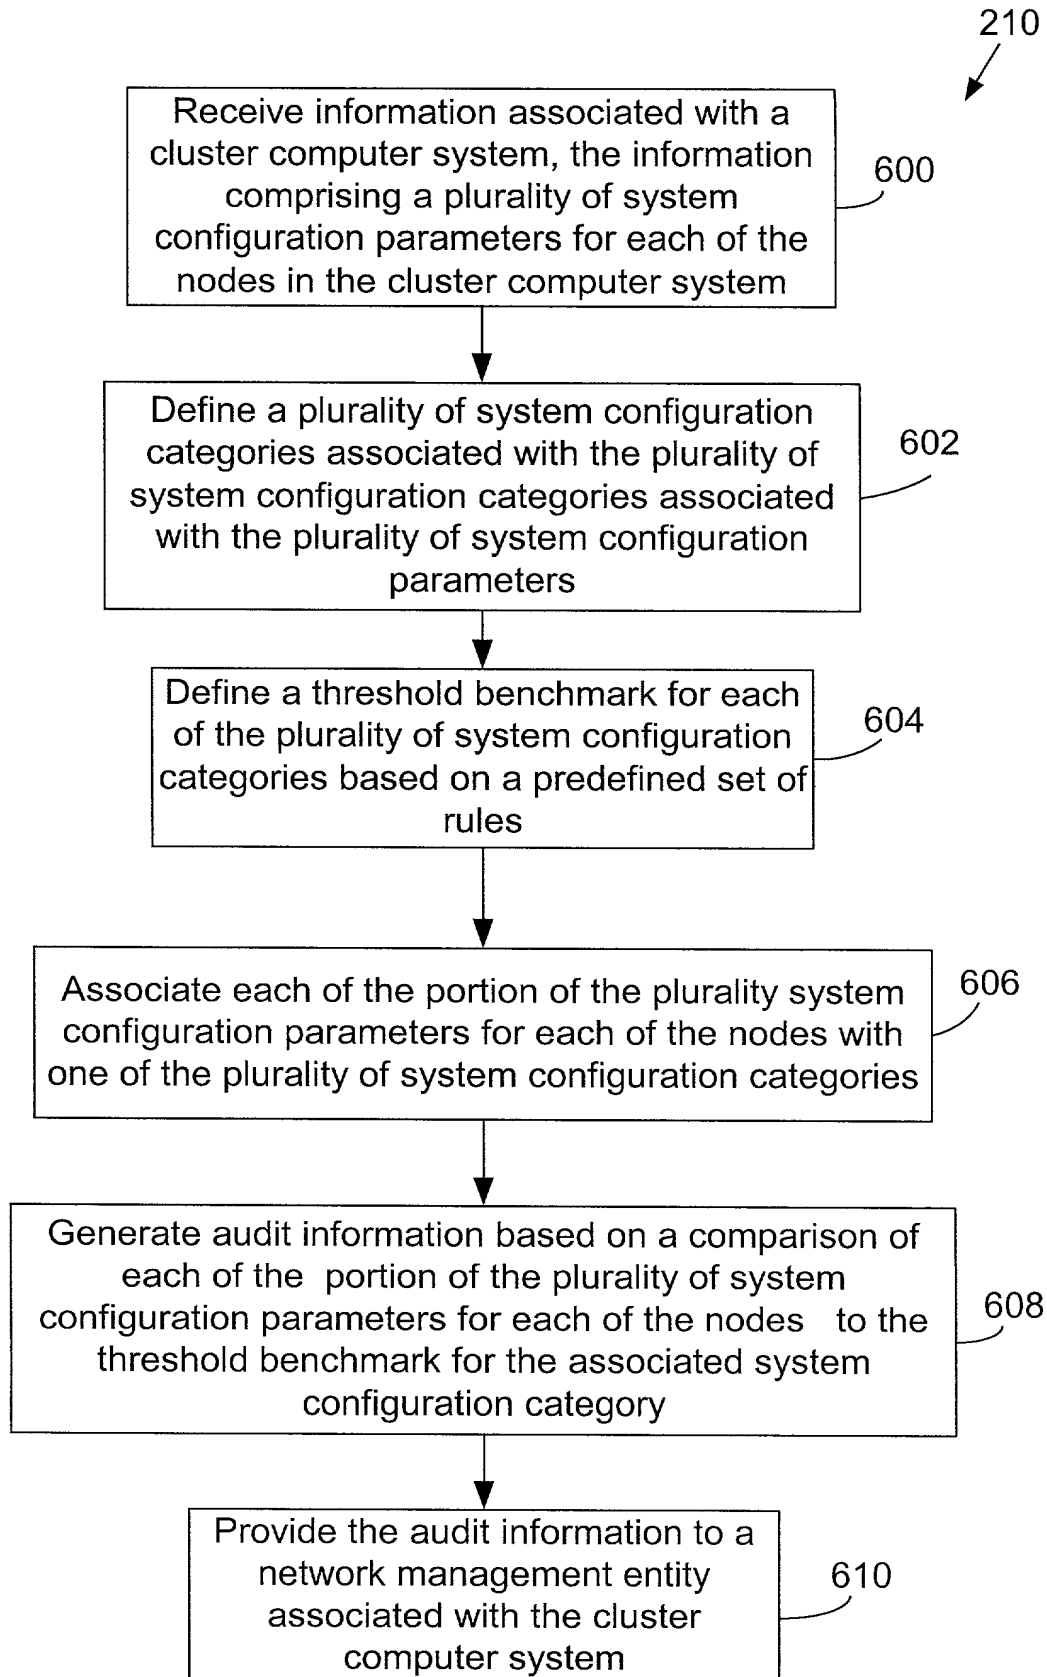 210
Receive information associated with a
cluster computer system, the information
comprising a plurality of system
configuration parameters for each of the
nodes in the cluster computer system
600
Define a plurality of system configuration
categories associated with the plurality of
system configuration categories associated
with the plurality of system configuration
parameters
602
Define a threshold benchmark for each
of the plurality of system configuration
categories based on a predefined set of
rules
604
Associate each of the portion of the plurality system
configuration parameters for each of the nodes with
one of the plurality of system configuration categories
606
Generate audit information based on a comparison of
each of the portion of the plurality of system
configuration parameters for each of the nodes to the
threshold benchmark for the associated system
configuration category
608
Provide the audit information to a
network management entity
associated with the cluster
computer system
610